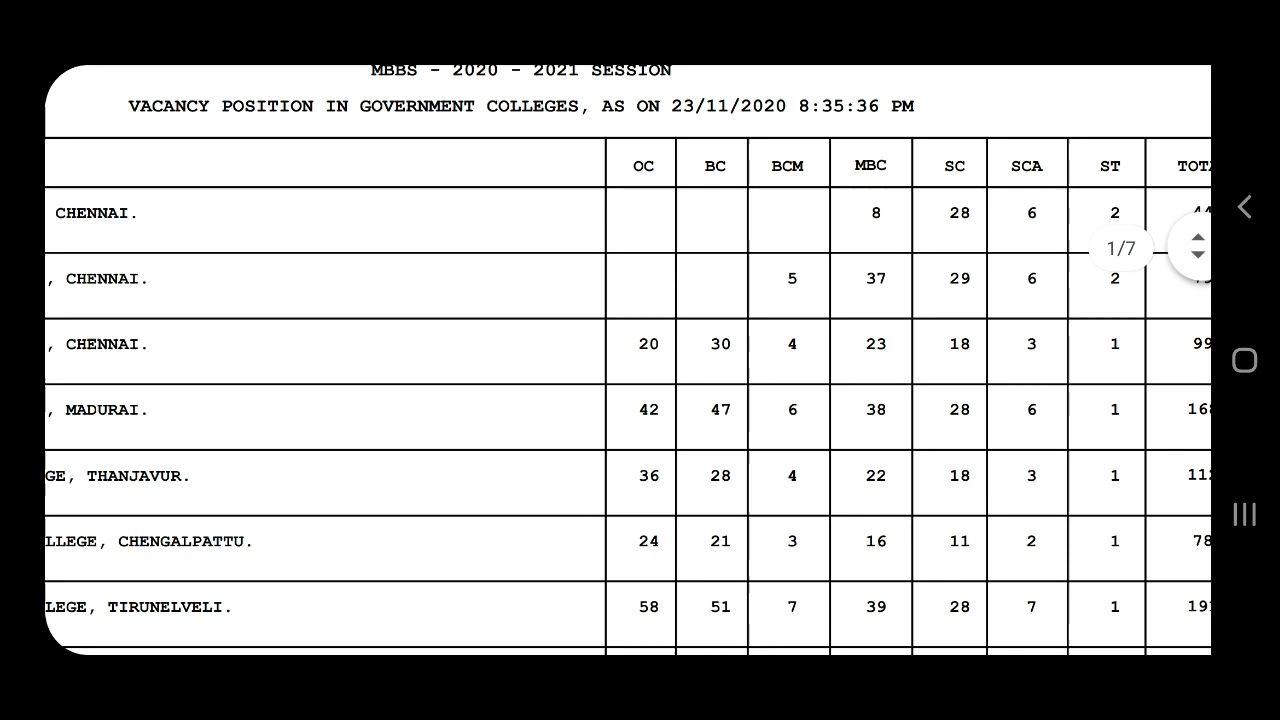 MBBS - 2020 - 2021 SESSION
VACANCY POSITION IN GOVERNMENT COLLEGES, AS ON 23/11/2020 8:35:36 PM
OC BC BCM MBC SC SCA ST
CHENNAI. 8 28 6 2
1/7
, CHENNAI. 5 37 29 6 2
, CHENNAI. 20 30 4 23 18 3 1 99
, MADURAI. 42 47 6 38 28 6 1
GE, THANJAVUR. 36 28 4 22 18 3 1
LLEGE, CHENGALPATTU. 24 21 3 16 11 2 1 78
LEGE, TIRUNELVELI. 58 51 7 39 28 7 1